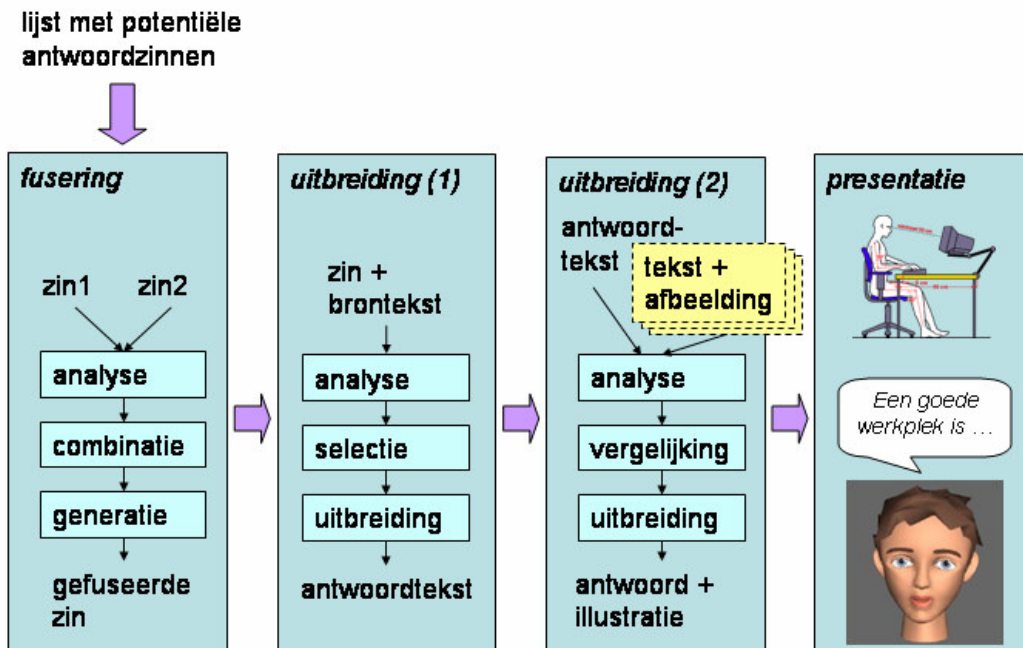 lijst met potentiële
antwoordzinnen
fusering
zin1
zin2
analyse
combinatie
generatie
gefuseerde
zin
uitbreiding (1)
zin +
brontekst
analyse
selectie
uitbreiding
antwoordtekst
uitbreiding (2)
antwoord-
tekst
tekst +
afbeelding
analyse
vergelijking
uitbreiding
antwoord +
illustratie
presentatie
Een goede
werkplek is ...